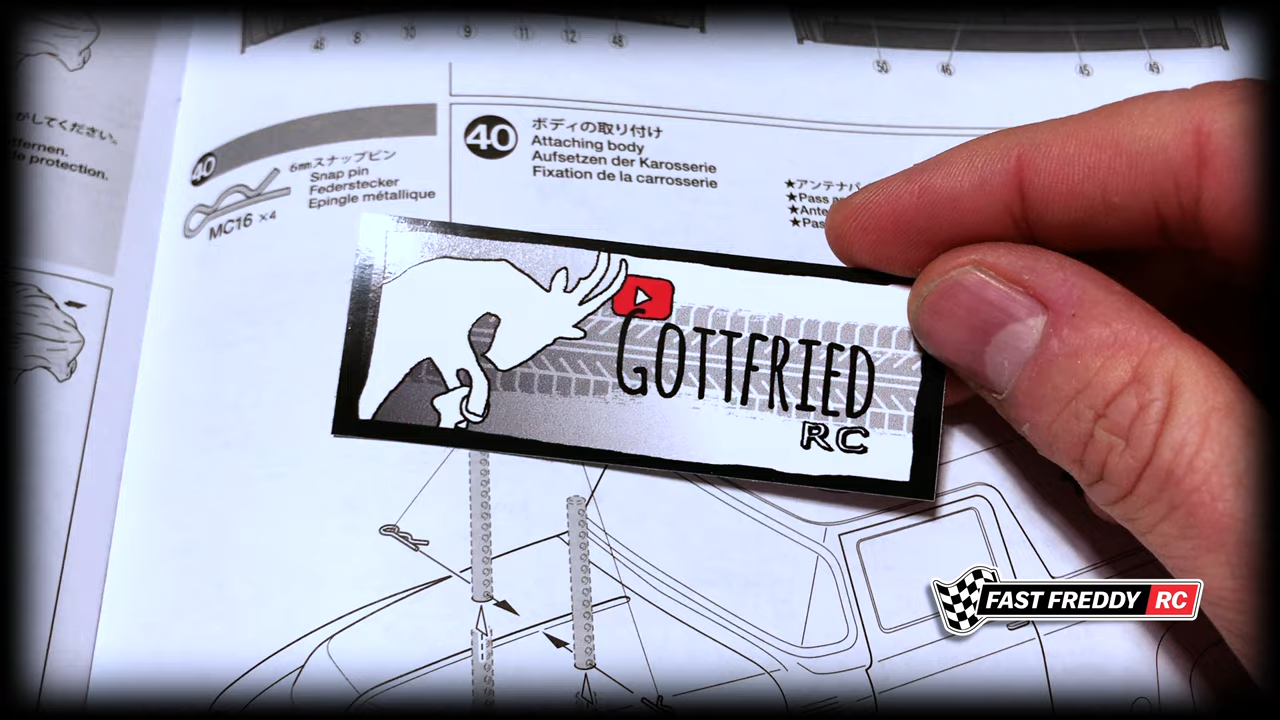 48 8 10 9 11 12 48
50 46 45 49
がしてください。
de protection.
40
6mmスナップピン
Snap pin
Federstecker
Epingle métallique
MC16 ×4
40
ボディの取り付け
Attaching body
Aufsetzen der Karosserie
Fixation de la carrosserie
★アンテナパ
★Pass
★Ante
★Pas
GOTTFRIED
RC
FAST FREDDY RC